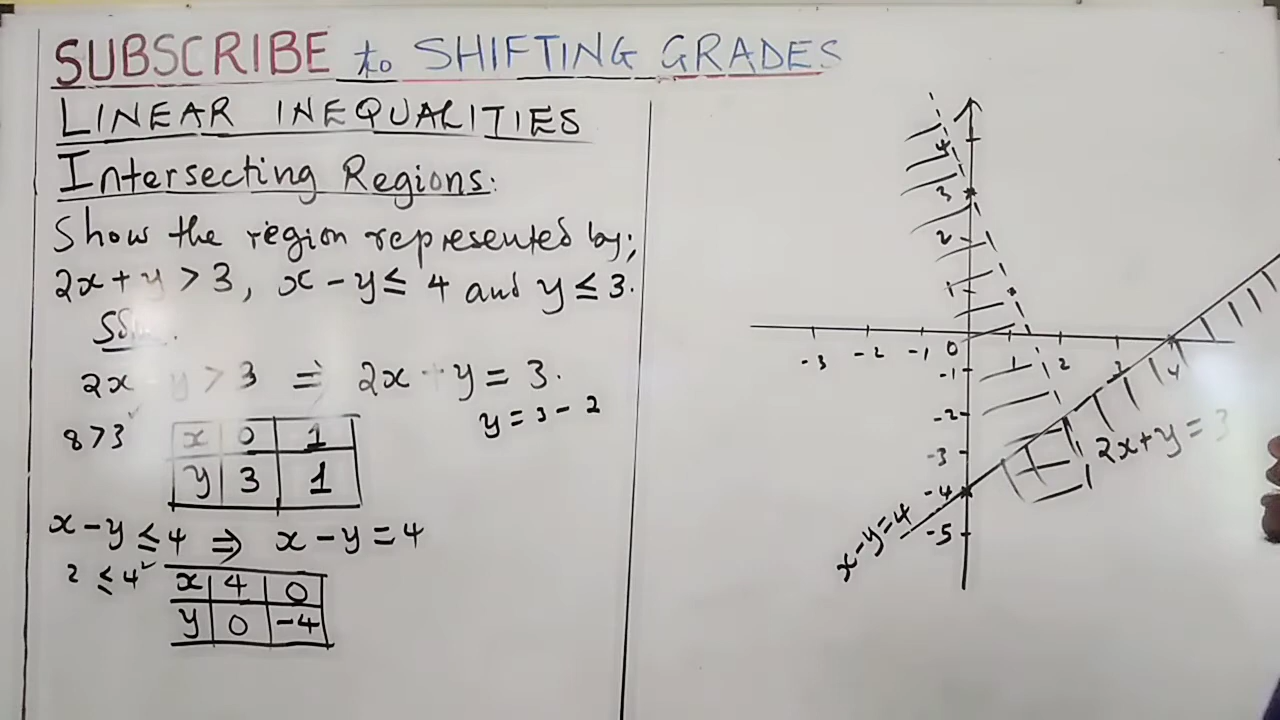 SUBSCRIBE to SHIFTING GRADES
LINEAR INEQUALITIES
Intersecting Regions:
Show the region represented by;
2x + y > 3, x - y ≤ 4 and y ≤ 3.
2x y > 3 ⇒ 2x + y = 3.
y = 3 - 2
8 > 3 ✓
x 0 1
y 3 1
x - y ≤ 4 ⇒ x - y = 4
2 ≤ 4 ✓
x 4 0
y 0 -4
4
3
2
1
-3 -2 -1 0 1 2 3 4
-1
-2
-3
-4
-5
2x + y = 3
x - y = 4